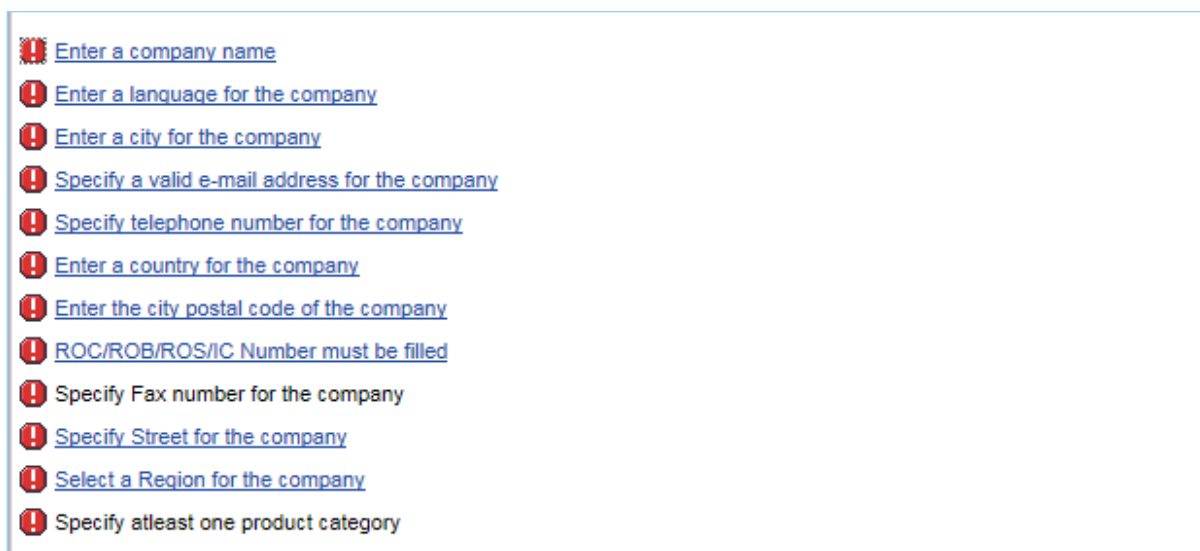 Enter a company name
Enter a language for the company
Enter a city for the company
Specify a valid e-mail address for the company
Specify telephone number for the company
Enter a country for the company
Enter the city postal code of the company
ROC/ROB/ROS/IC Number must be filled
Specify Fax number for the company
Specify Street for the company
Select a Region for the company
Specify atleast one product category